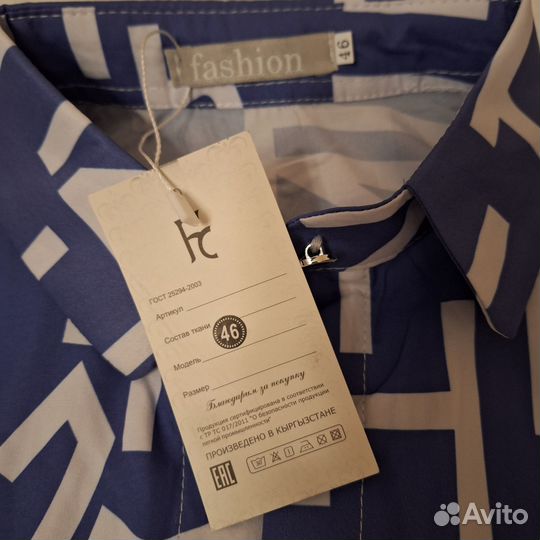 fashion
46
ГОСТ 25294-2003
Артикул
Состав ткани
46
Модель
Размер
Благодарим за покупку
Продукция сертифицирована в соответствии
с ТР ТС 017/2011 "О безопасности продукции
легкой промышленности"
ПРОИЗВЕДЕНО В КЫРГЫЗСТАНЕ
EAC
Avito